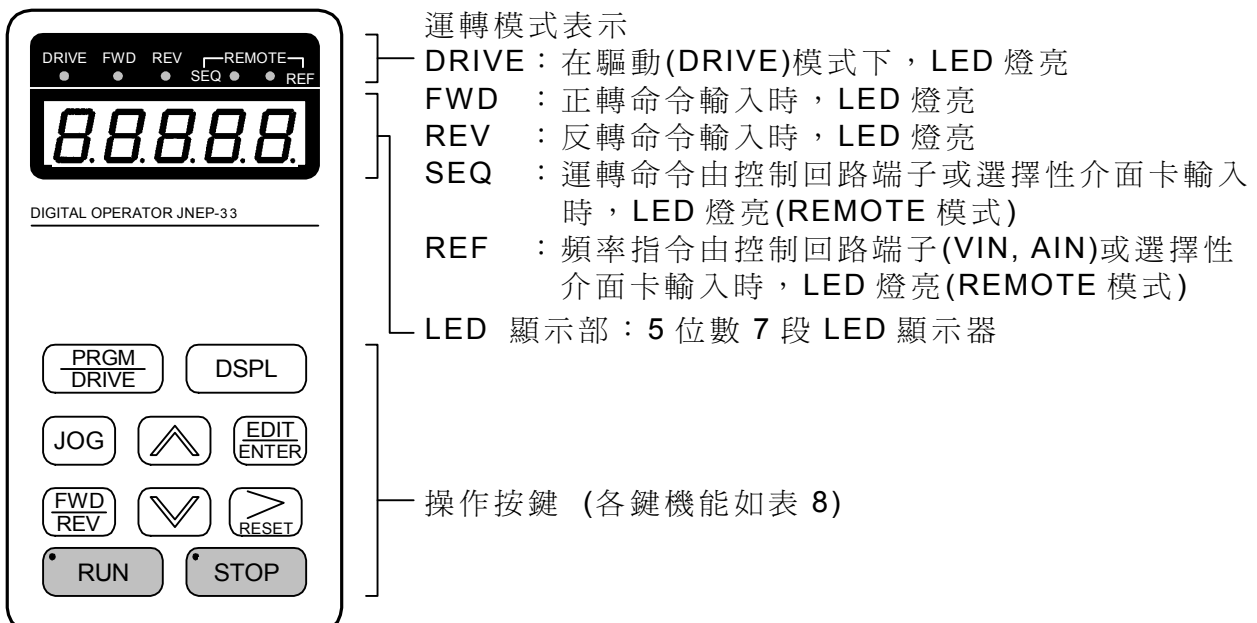 DRIVE FWD REV REMOTE
SEQ REF
8.8.8.8.8.
DIGITAL OPERATOR JNEP-33
PRGM
DRIVE
DSPL
JOG
EDIT
ENTER
FWD
REV
RESET
RUN
STOP
運轉模式表示
DRIVE：在驅動(DRIVE)模式下，LED 燈亮
FWD ：正轉命令輸入時，LED 燈亮
REV ：反轉命令輸入時，LED 燈亮
SEQ ：運轉命令由控制回路端子或選擇性介面卡輸入
時，LED 燈亮(REMOTE 模式)
REF ：頻率指令由控制回路端子(VIN, AIN)或選擇性
介面卡輸入時，LED 燈亮(REMOTE 模式)
LED 顯示部：5 位數 7 段 LED 顯示器
操作按鍵 (各鍵機能如表 8)